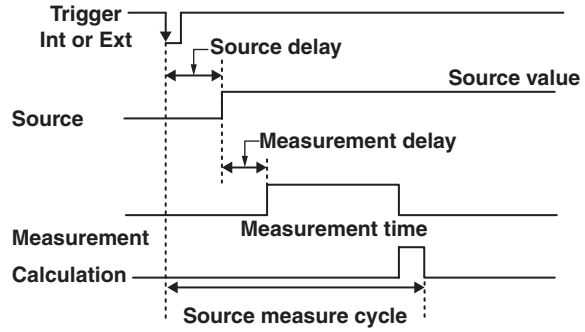 Trigger
Int or Ext
Source delay
Source value
Source
Measurement delay
Measurement time
Measurement
Calculation
Source measure cycle